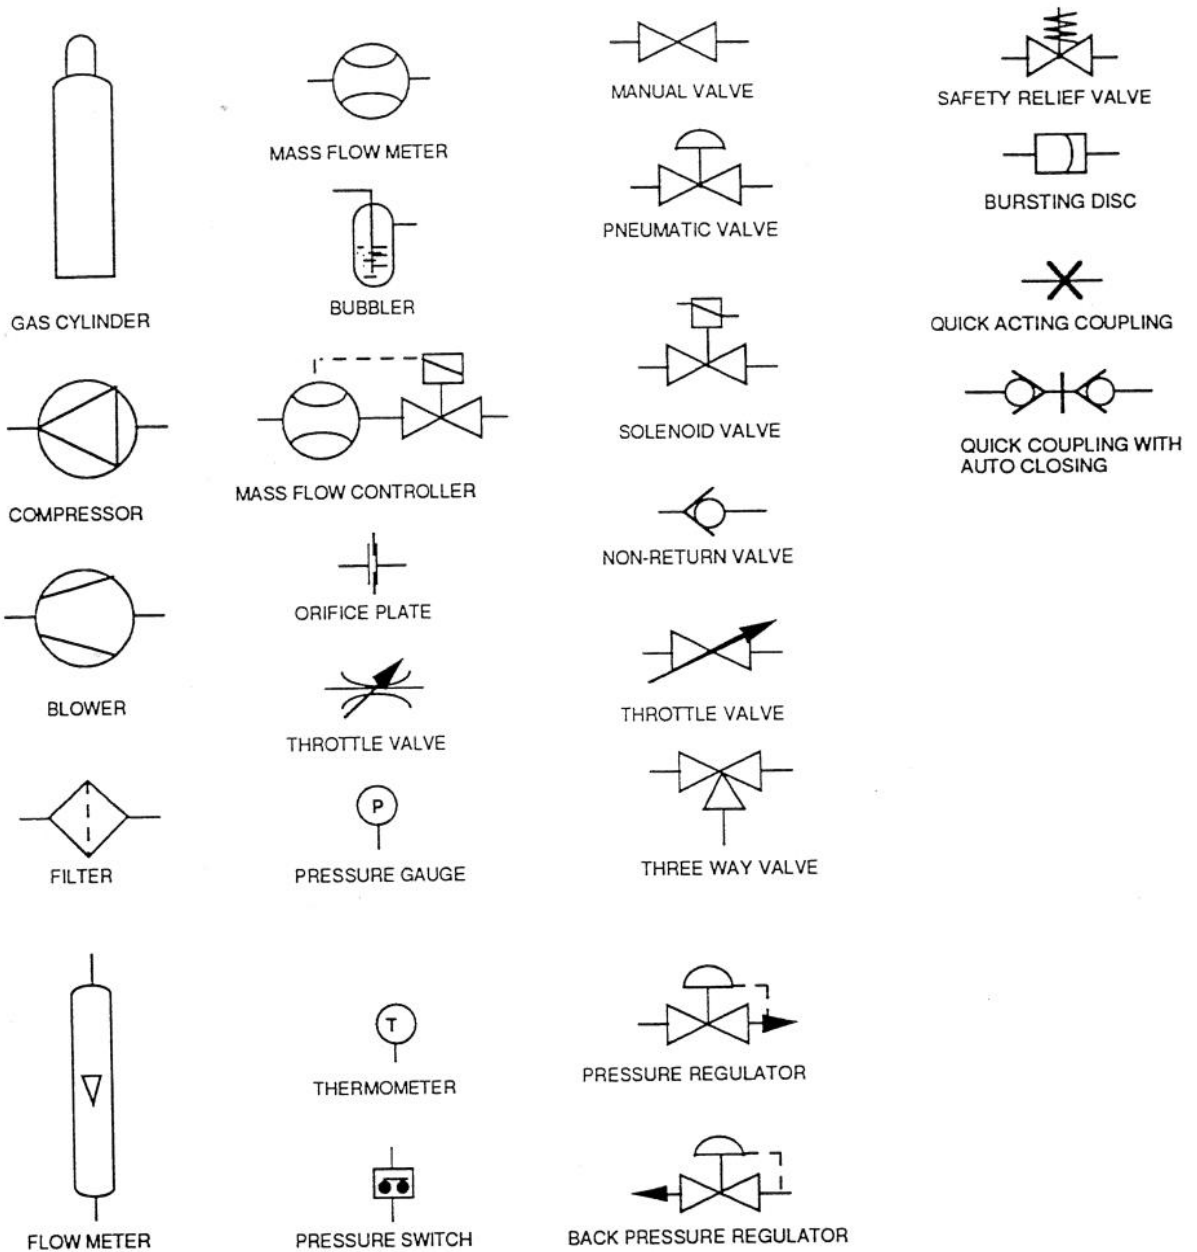 GAS CYLINDER
COMPRESSOR
BLOWER
FILTER
FLOW METER
MASS FLOW METER
BUBBLER
MASS FLOW CONTROLLER
ORIFICE PLATE
THROTTLE VALVE
P
PRESSURE GAUGE
T
THERMOMETER
PRESSURE SWITCH
MANUAL VALVE
PNEUMATIC VALVE
SOLENOID VALVE
NON-RETURN VALVE
THROTTLE VALVE
THREE WAY VALVE
PRESSURE REGULATOR
BACK PRESSURE REGULATOR
SAFETY RELIEF VALVE
BURSTING DISC
QUICK ACTING COUPLING
QUICK COUPLING WITH
AUTO CLOSING